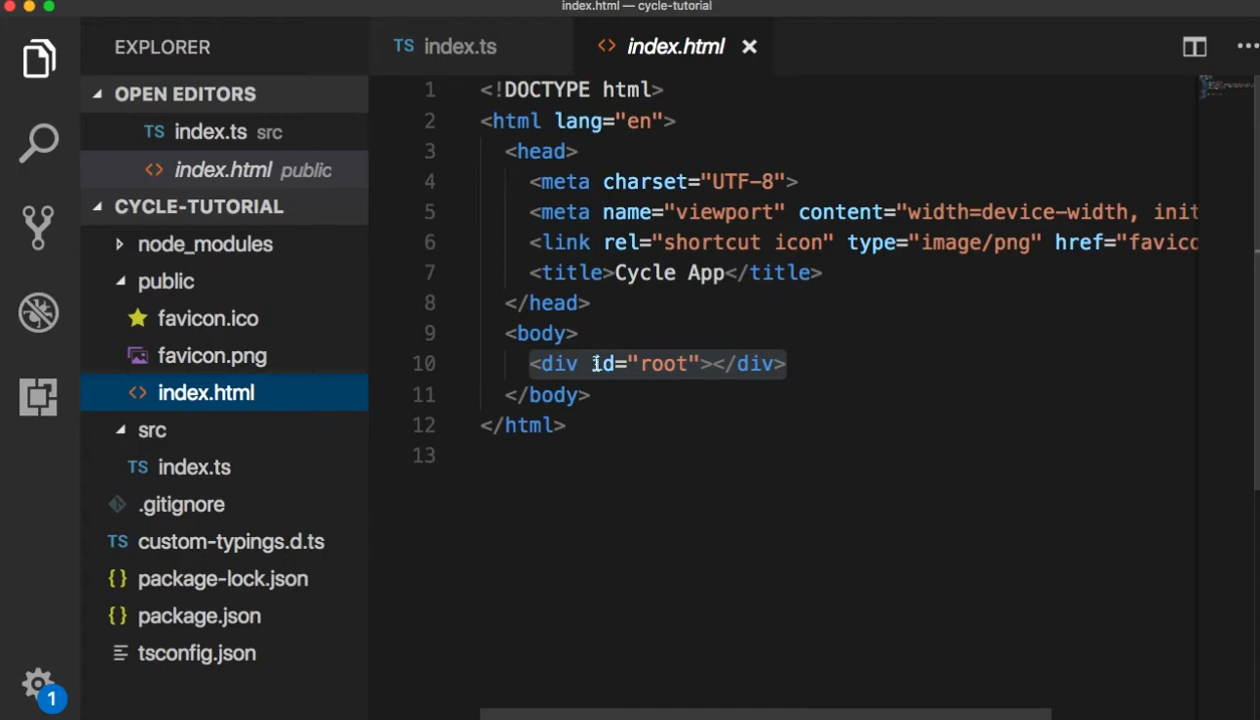 index.html — cycle-tutorial
EXPLORER
OPEN EDITORS
TS index.ts src
<> index.html public
CYCLE-TUTORIAL
node_modules
public
favicon.ico
favicon.png
<> index.html
src
TS index.ts
.gitignore
TS custom-typings.d.ts
{} package-lock.json
{} package.json
tsconfig.json
1
TS index.ts
<> index.html
1 <!DOCTYPE html>
2 <html lang="en">
3 <head>
4 <meta charset="UTF-8">
5 <meta name="viewport" content="width=device-width, init
6 <link rel="shortcut icon" type="image/png" href="favico
7 <title>Cycle App</title>
8 </head>
9 <body>
10 <div id="root"></div>
11 </body>
12 </html>
13